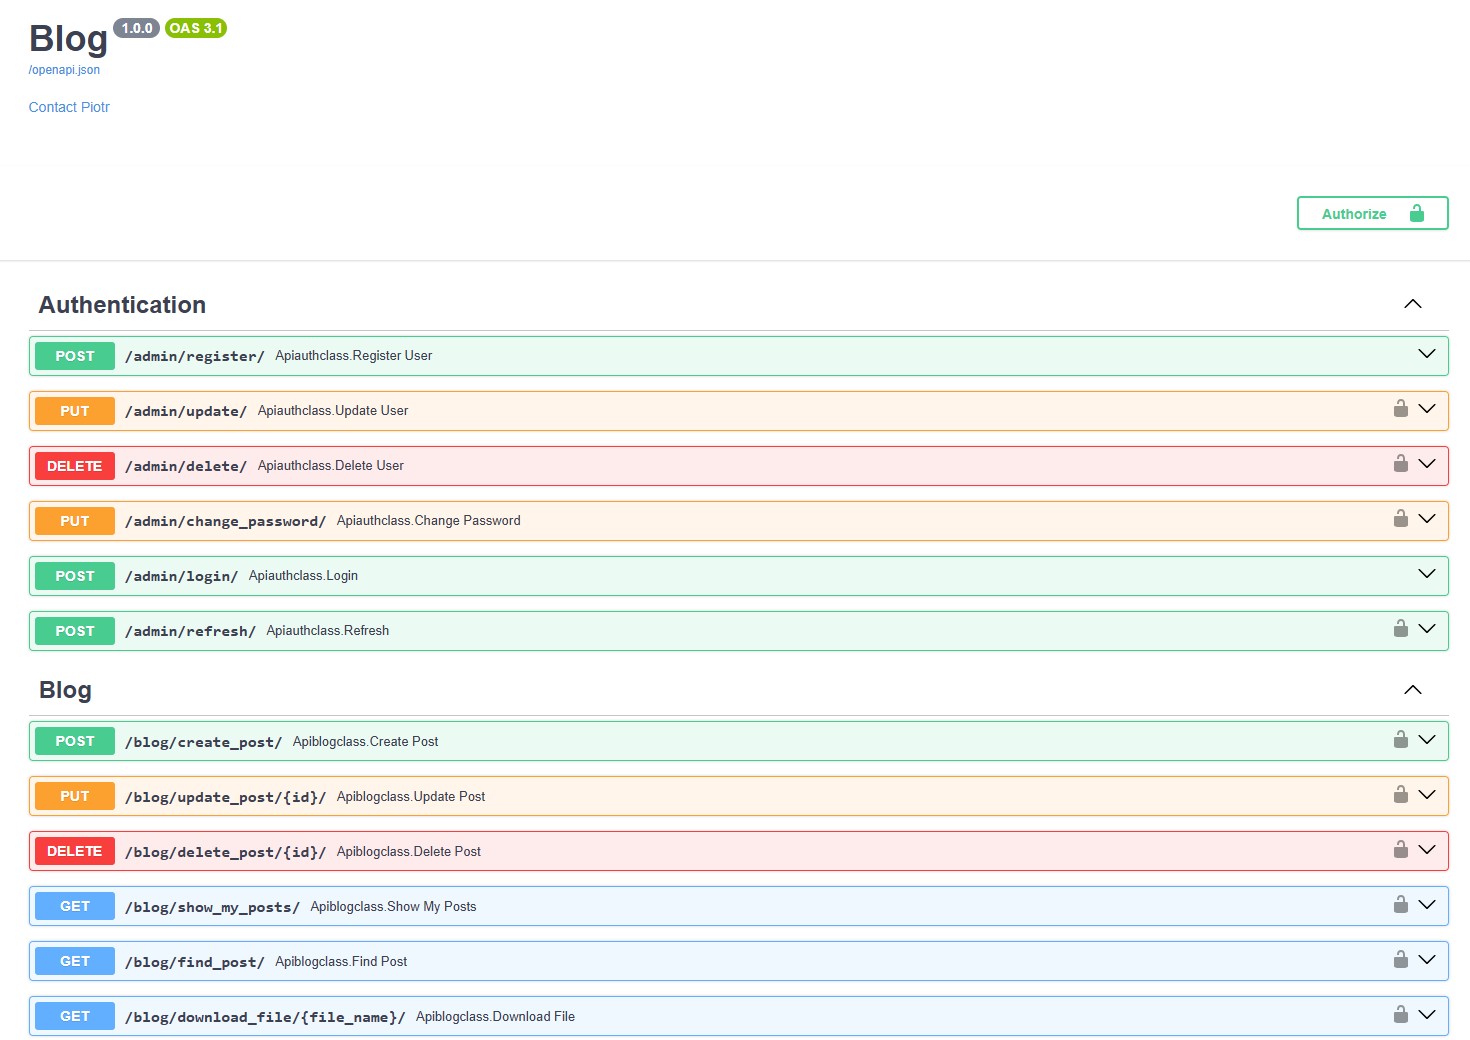 Blog 1.0.0 OAS 3.1
/openapi.json
Contact Piotr
Authorize
Authentication
POST /admin/register/ Apiauthclass.Register User
PUT /admin/update/ Apiauthclass.Update User
DELETE /admin/delete/ Apiauthclass.Delete User
PUT /admin/change_password/ Apiauthclass.Change Password
POST /admin/login/ Apiauthclass.Login
POST /admin/refresh/ Apiauthclass.Refresh
Blog
POST /blog/create_post/ Apiblogclass.Create Post
PUT /blog/update_post/{id}/ Apiblogclass.Update Post
DELETE /blog/delete_post/{id}/ Apiblogclass.Delete Post
GET /blog/show_my_posts/ Apiblogclass.Show My Posts
GET /blog/find_post/ Apiblogclass.Find Post
GET /blog/download_file/{file_name}/ Apiblogclass.Download File